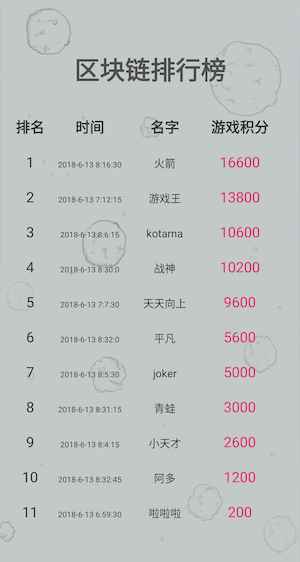 区块链排行榜
排名 时间 名字 游戏积分
1 2018-6-13 8:16:30 火箭 16600
2 2018-6-13 7:12:15 游戏王 13800
3 2018-6-13 8:6:15 kotama 10600
4 2018-6-13 8:30:0 战神 10200
5 2018-6-13 7:7:30 天天向上 9600
6 2018-6-13 8:32:0 平凡 5600
7 2018-6-13 8:5:30 joker 5000
8 2018-6-13 8:31:15 青蛙 3000
9 2018-6-13 8:4:15 小天才 2600
10 2018-6-13 8:32:45 阿多 1200
11 2018-6-13 6:59:30 啦啦啦 200